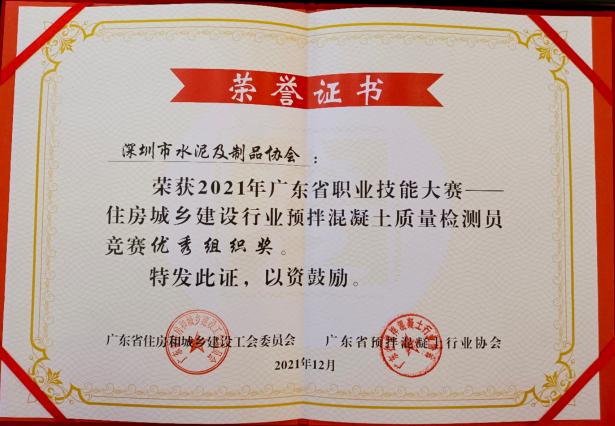 荣誉证书
深圳市水泥及制品协会：
荣获2021年广东省职业技能大赛——
住房城乡建设行业预拌混凝土质量检测员
竞赛优秀组织奖。
特发此证，以资鼓励。
广东省住房和城乡建设工会委员会 广东省预拌混凝土行业协会
2021年12月